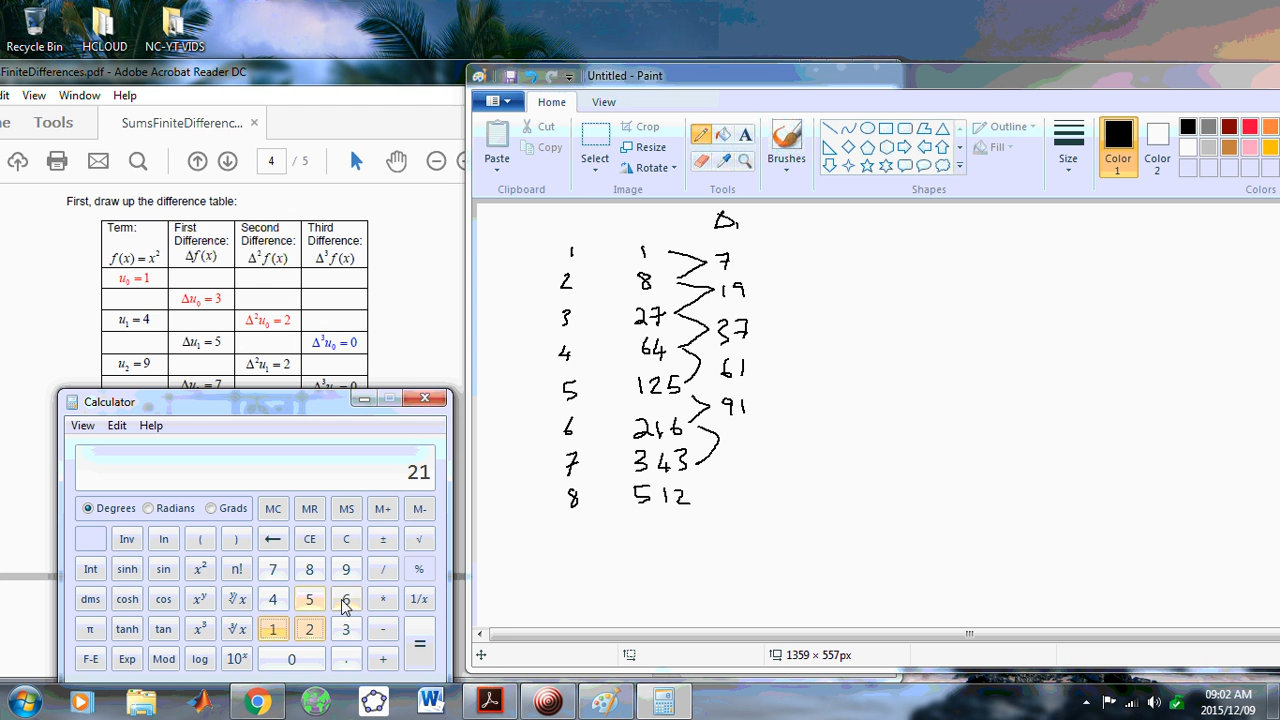 Recycle Bin
HCLOUD
NC-YT-VIDS
FiniteDifferences.pdf - Adobe Acrobat Reader DC
dit View Window Help
ne Tools SumsFiniteDifferenc... ×
4 / 5
First, draw up the difference table:
Term: f(x) = x² First Difference: Δf(x) Second Difference: Δ²f(x) Third Difference: Δ³f(x)
u₀ = 1
Δu₀ = 3
u₁ = 4 Δ²u₀ = 2
Δu₁ = 5 Δ³u₀ = 0
u₂ = 9 Δ²u₁ = 2
Calculator
View Edit Help
21
Degrees Radians Grads MC MR MS M+ M-
Inv ln ( ) ← CE C ± √
Int sinh sin x² n! 7 8 9 / %
dms cosh cos xʸ ʸ√x 4 5 6 * 1/x
π tanh tan x³ ³√x 1 2 3 - =
F-E Exp Mod log 10ˣ 0 . +
Untitled - Paint
Home View
Paste
Cut
Copy
Clipboard
Select
Crop
Resize
Rotate
Image
A
Tools
Brushes
Outline
Fill
Shapes
Size
Color 1
Color 2
Colors
Δ₁
1 1
7
2 8
19
3 27
37
4 64
61
5 125
91
6 216
7 343
8 512
1359 × 557px
09:02 AM
2015/12/09